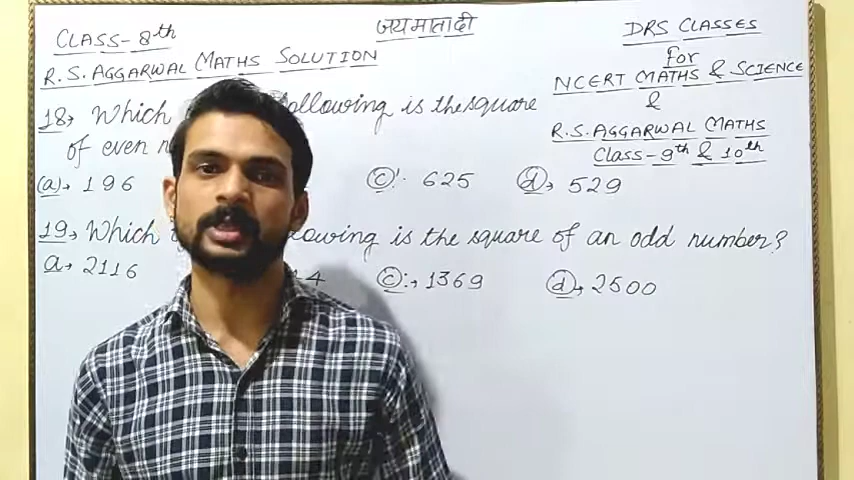 CLASS - 8th
जय माता दी
DRS CLASSES
for
R.S. AGGARWAL MATHS SOLUTION
NCERT MATHS & SCIENCE
&
R.S. AGGARWAL MATHS
Class - 9th & 10th
18→ Which following is the square
of even
(a)→ 196 (c):- 625 (d)→ 529
19→ Which is the square of an odd number?
a→ 2116 4 (c):→ 1369 (d)→ 2500